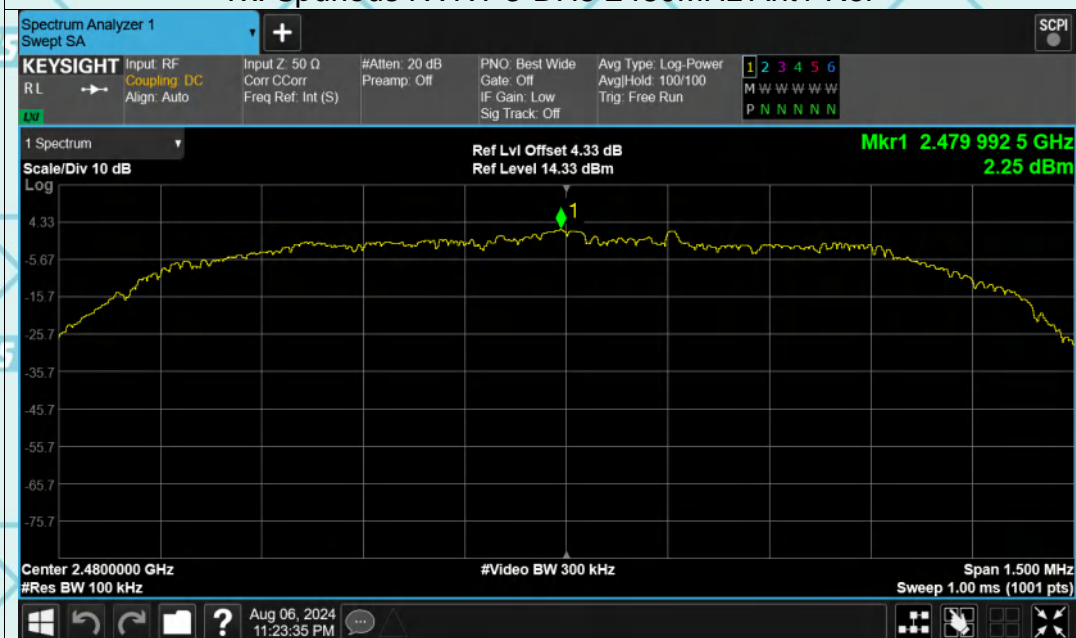 Spectrum Analyzer 1
Swept SA
+
SCPI
KEYSIGHT
RL
LXI
Input: RF
Coupling: DC
Align: Auto
Input Z: 50 Ω
Corr CCorr
Freq Ref: Int (S)
#Atten: 20 dB
Preamp: Off
PNO: Best Wide
Gate: Off
IF Gain: Low
Sig Track: Off
Avg Type: Log-Power
Avg|Hold: 100/100
Trig: Free Run
1 2 3 4 5 6
M W W W W W
P N N N N N
1 Spectrum
Scale/Div 10 dB
Log
Ref Lvl Offset 4.33 dB
Ref Level 14.33 dBm
Mkr1 2.479 992 5 GHz
2.25 dBm
1
4.33
-5.67
-15.7
-25.7
-35.7
-45.7
-55.7
-65.7
-75.7
Center 2.4800000 GHz
#Res BW 100 kHz
#Video BW 300 kHz
Span 1.500 MHz
Sweep 1.00 ms (1001 pts)
?
Aug 06, 2024
11:23:35 PM